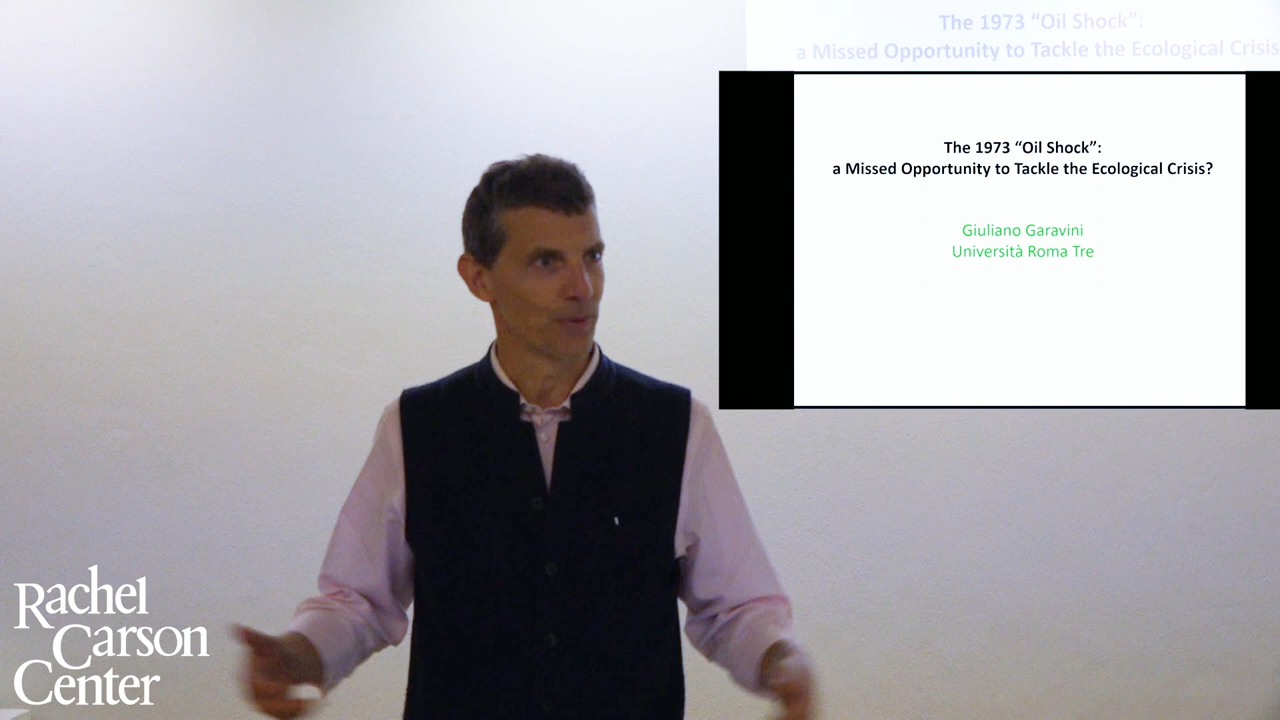 The 1973 “Oil Shock”:
a Missed Opportunity to Tackle the Ecological Crisis
The 1973 “Oil Shock”:
a Missed Opportunity to Tackle the Ecological Crisis?
Giuliano Garavini
Università Roma Tre
Rachel
Carson
Center